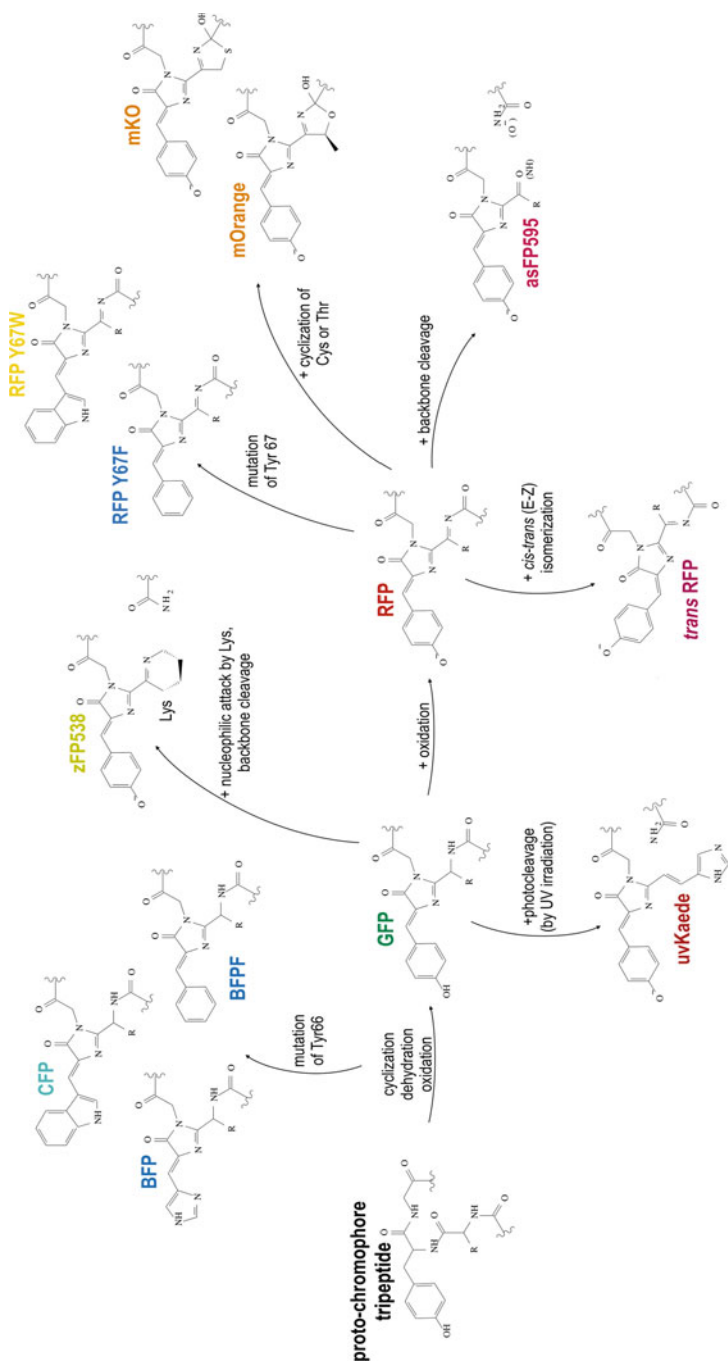 proto-chromophore
tripeptide
cyclization
dehydration
oxidation
mutation
of Tyr66
BFP
CFP
BFPF
GFP
+photocleavage
(by UV irradiation)
uvKaede
+ nucleophilic attack by Lys,
backbone cleavage
zFP538
Lys
+ oxidation
RFP
mutation
of Tyr 67
RFP Y67F
RFP Y67W
+ cis-trans (E-Z)
isomerization
trans RFP
+ cyclization of
Cys or Thr
mOrange
mKO
+ backbone cleavage
asFP595